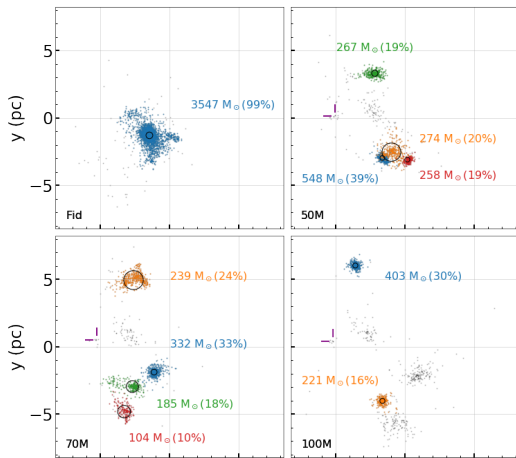 5
0
−5
y (pc)
3547 M⊙(99%)
Fid
267 M⊙(19%)
274 M⊙(20%)
548 M⊙(39%)
258 M⊙(19%)
50M
5
0
−5
y (pc)
239 M⊙(24%)
332 M⊙(33%)
185 M⊙(18%)
104 M⊙(10%)
70M
403 M⊙(30%)
221 M⊙(16%)
100M